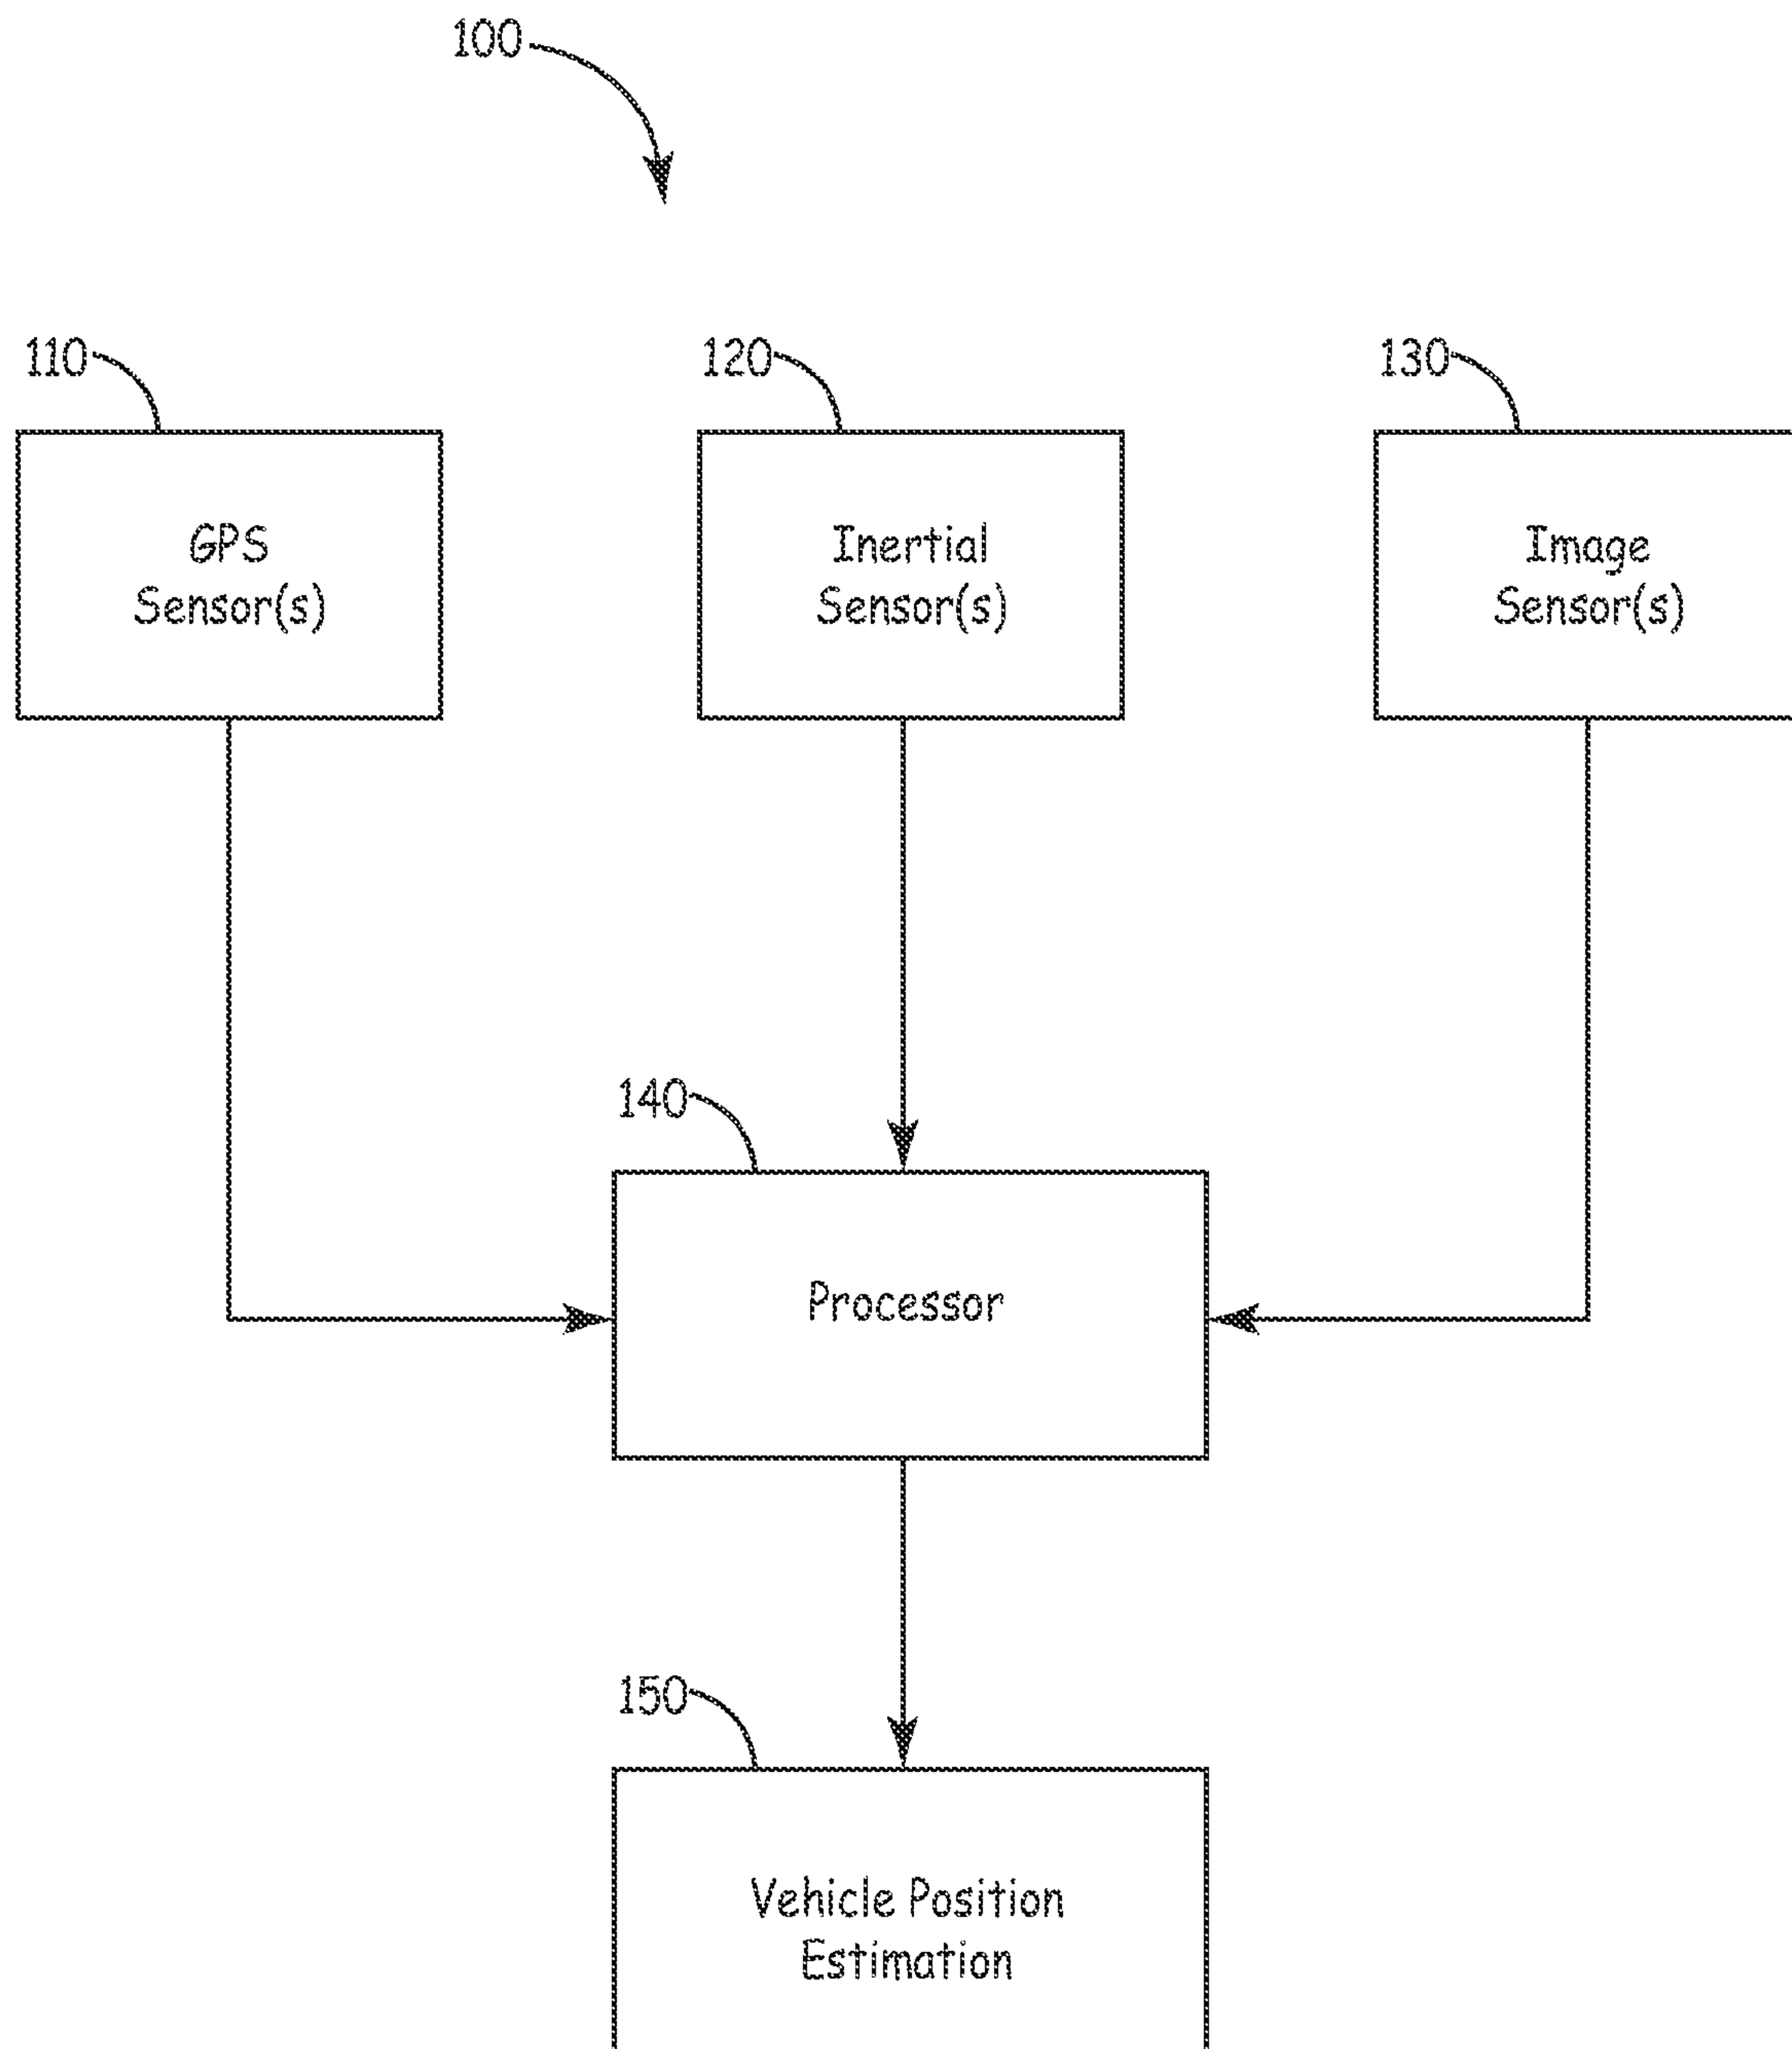 100
110
120
130
GPS
Sensor(s)
Inertial
Sensor(s)
Image
Sensor(s)
140
Processor
150
Vehicle Position
Estimation